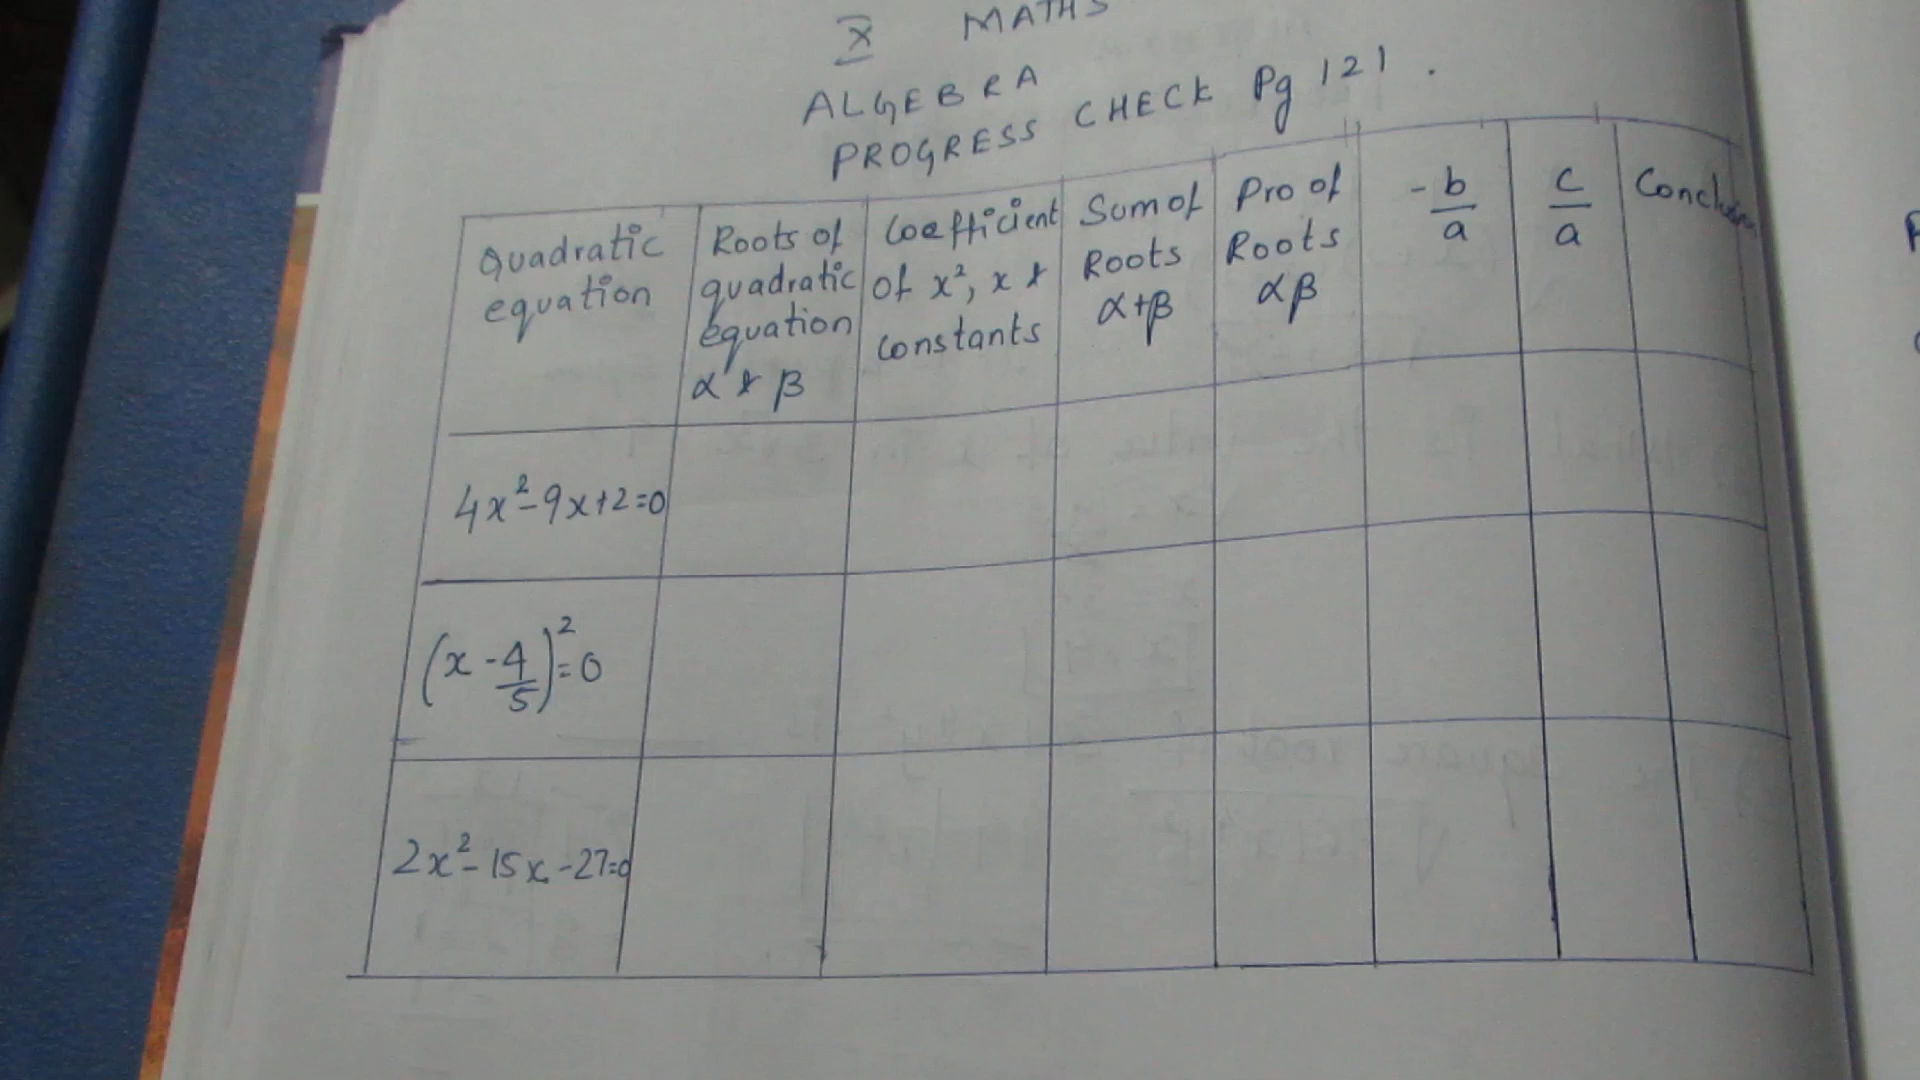 X MATHS
ALGEBRA
PROGRESS CHECK Pg 121.
Quadratic
equation
Roots of
quadratic
equation
α & β
Coefficient
of x², x &
constants
Sum of
Roots
α+β
Pro of
Roots
αβ
-b/a
c/a
4x²-9x+2=0
(x - 4/5)²=0
2x²-15x-27=0